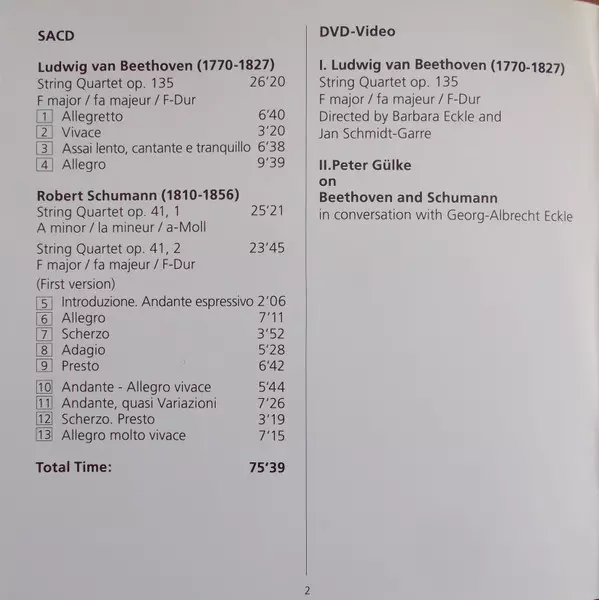 SACD
Ludwig van Beethoven (1770-1827)
String Quartet op. 135 26'20
F major / fa majeur / F-Dur
1 Allegretto 6'40
2 Vivace 3'20
3 Assai lento, cantante e tranquillo 6'38
4 Allegro 9'39
Robert Schumann (1810-1856)
String Quartet op. 41, 1 25'21
A minor / la mineur / a-Moll
String Quartet op. 41, 2 23'45
F major / fa majeur / F-Dur
(First version)
5 Introduzione. Andante espressivo 2'06
6 Allegro 7'11
7 Scherzo 3'52
8 Adagio 5'28
9 Presto 6'42
10 Andante - Allegro vivace 5'44
11 Andante, quasi Variazioni 7'26
12 Scherzo. Presto 3'19
13 Allegro molto vivace 7'15
Total Time: 75'39
DVD-Video
I. Ludwig van Beethoven (1770-1827)
String Quartet op. 135
F major / fa majeur / F-Dur
Directed by Barbara Eckle and
Jan Schmidt-Garre
II.Peter Gülke
on
Beethoven and Schumann
in conversation with Georg-Albrecht Eckle
2